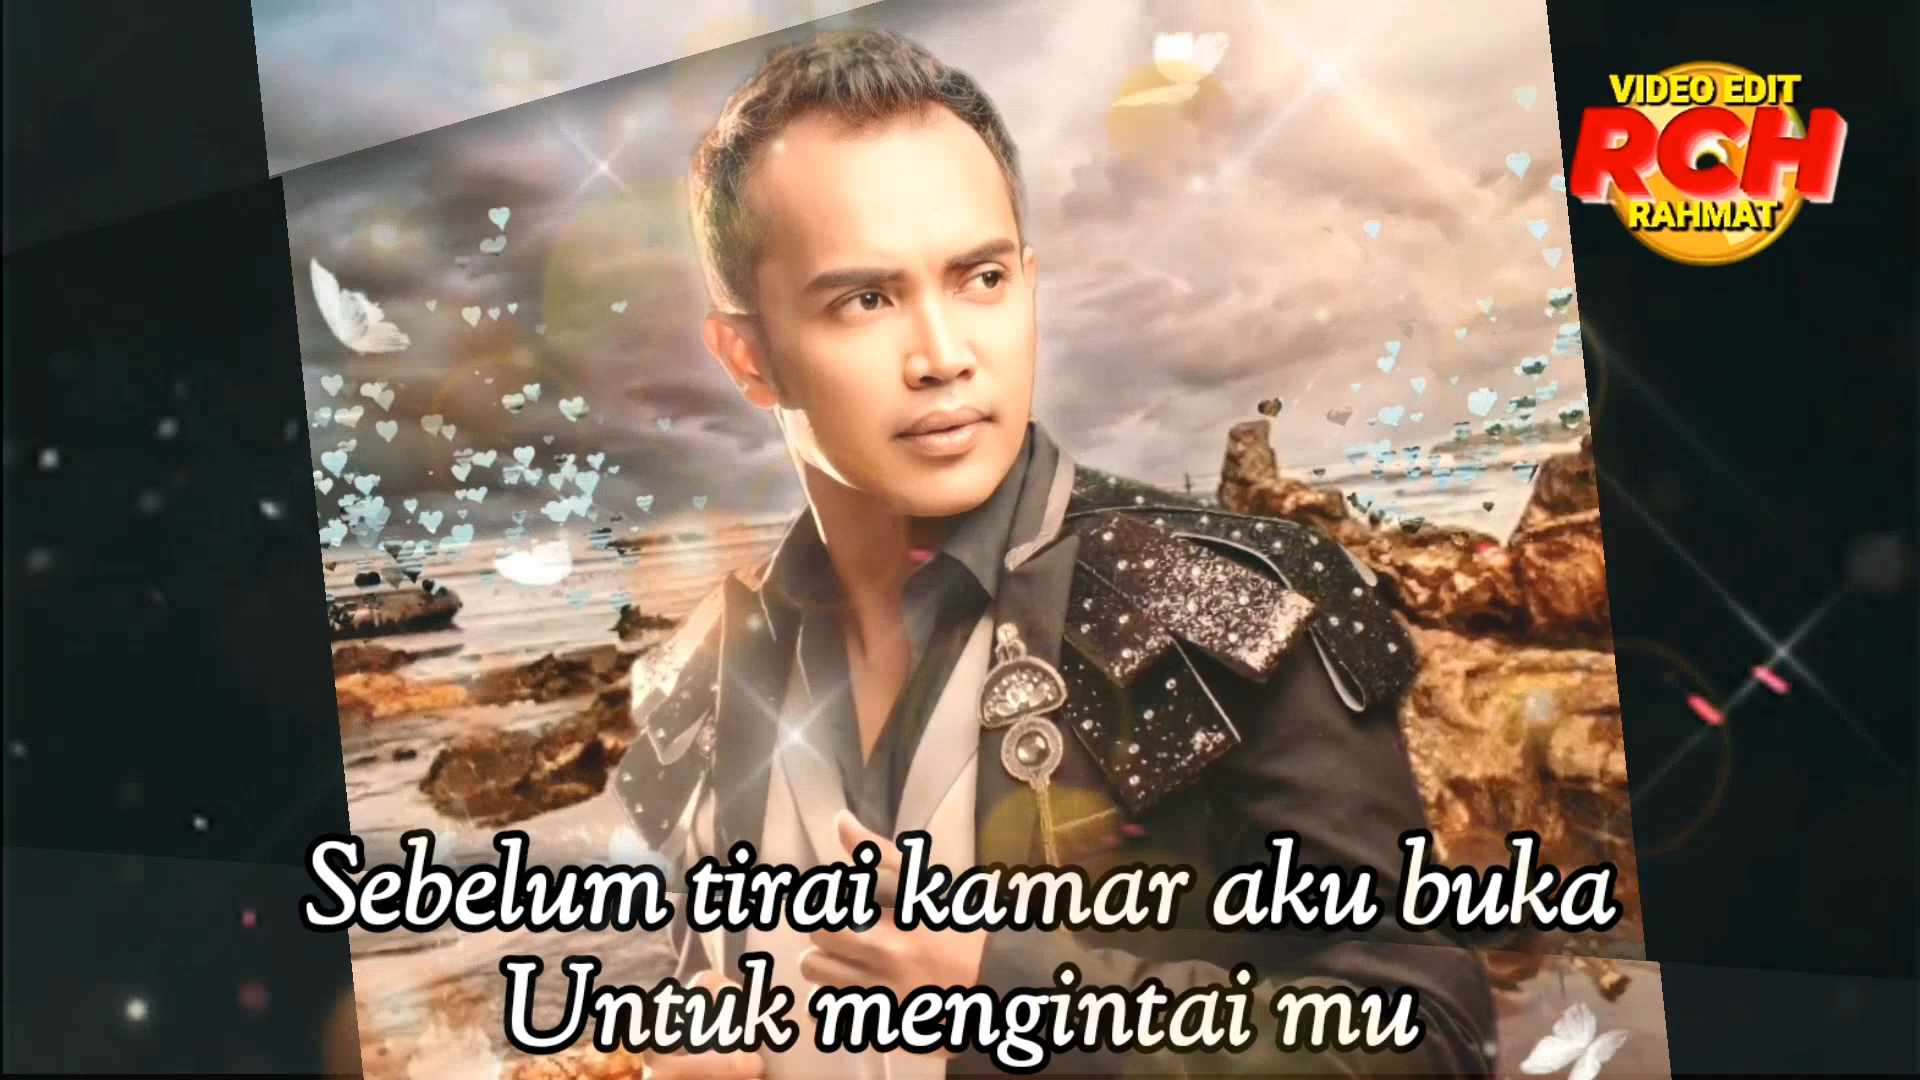 VIDEO EDIT
RCH
RAHMAT
Sebelum tirai kamar aku buka
Untuk mengintai mu